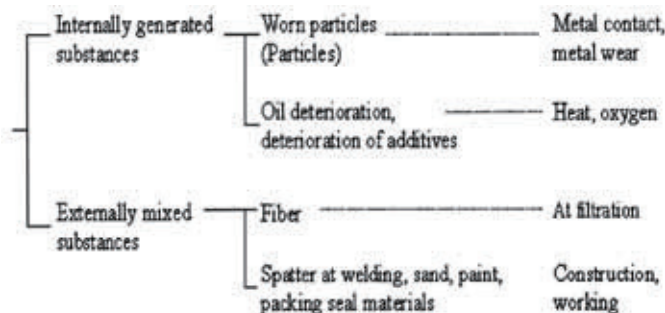 Internally generated Worn particles Metal contact,
substances (Particles) metal wear
Oil deterioration, Heat, oxygen
deterioration of additives
Externally mixed Fiber At filtration
substances
Spatter at welding, sand, paint, Construction,
packing seal materials working